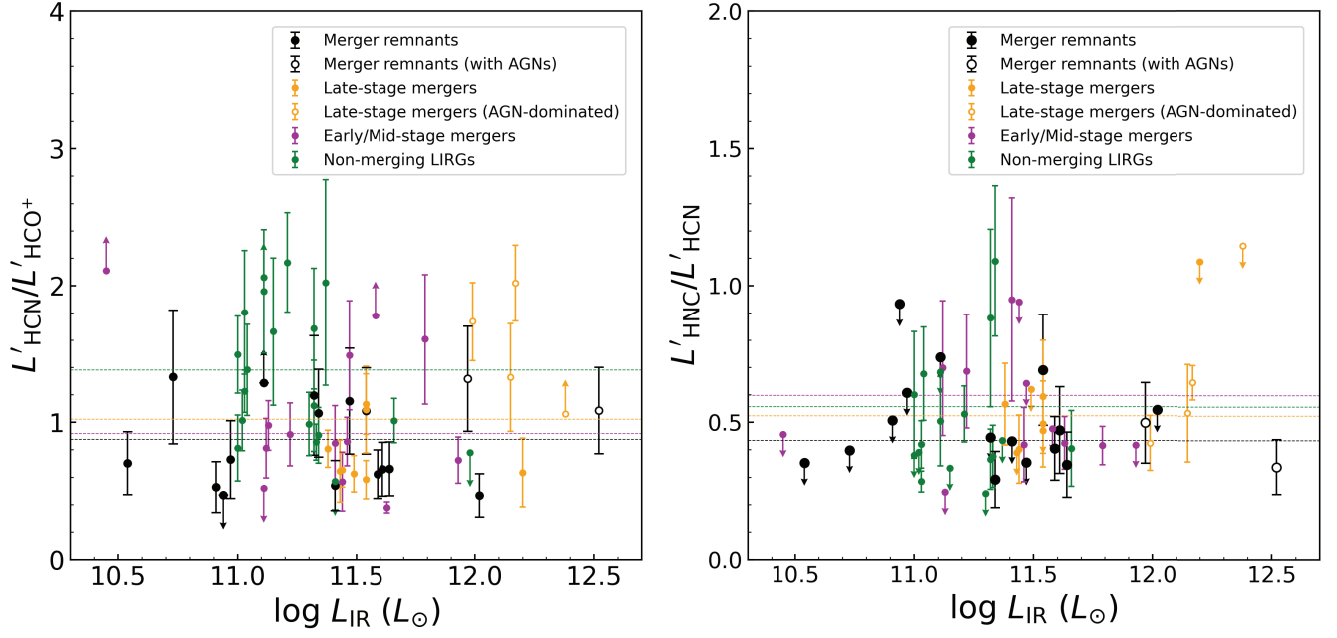 4
3
2
1
0
L′HCN/L′HCO+
Merger remnants
Merger remnants (with AGNs)
Late-stage mergers
Late-stage mergers (AGN-dominated)
Early/Mid-stage mergers
Non-merging LIRGs
10.5 11.0 11.5 12.0 12.5
log LIR (L⊙)
2.0
1.5
1.0
0.5
0.0
L′HNC/L′HCN
Merger remnants
Merger remnants (with AGNs)
Late-stage mergers
Late-stage mergers (AGN-dominated)
Early/Mid-stage mergers
Non-merging LIRGs
10.5 11.0 11.5 12.0 12.5
log LIR (L⊙)